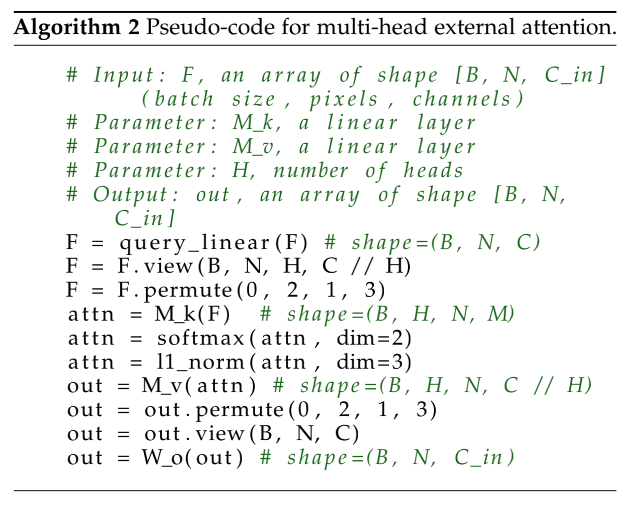 Algorithm 2 Pseudo-code for multi-head external attention.
# Input: F, an array of shape [B, N, C_in]
(batch size, pixels, channels)
# Parameter: M_k, a linear layer
# Parameter: M_v, a linear layer
# Parameter: H, number of heads
# Output: out, an array of shape [B, N,
C_in]
F = query_linear(F) # shape=(B, N, C)
F = F.view(B, N, H, C // H)
F = F.permute(0, 2, 1, 3)
attn = M_k(F) # shape=(B, H, N, M)
attn = softmax(attn, dim=2)
attn = l1_norm(attn, dim=3)
out = M_v(attn) # shape=(B, H, N, C // H)
out = out.permute(0, 2, 1, 3)
out = out.view(B, N, C)
out = W_o(out) # shape=(B, N, C_in)